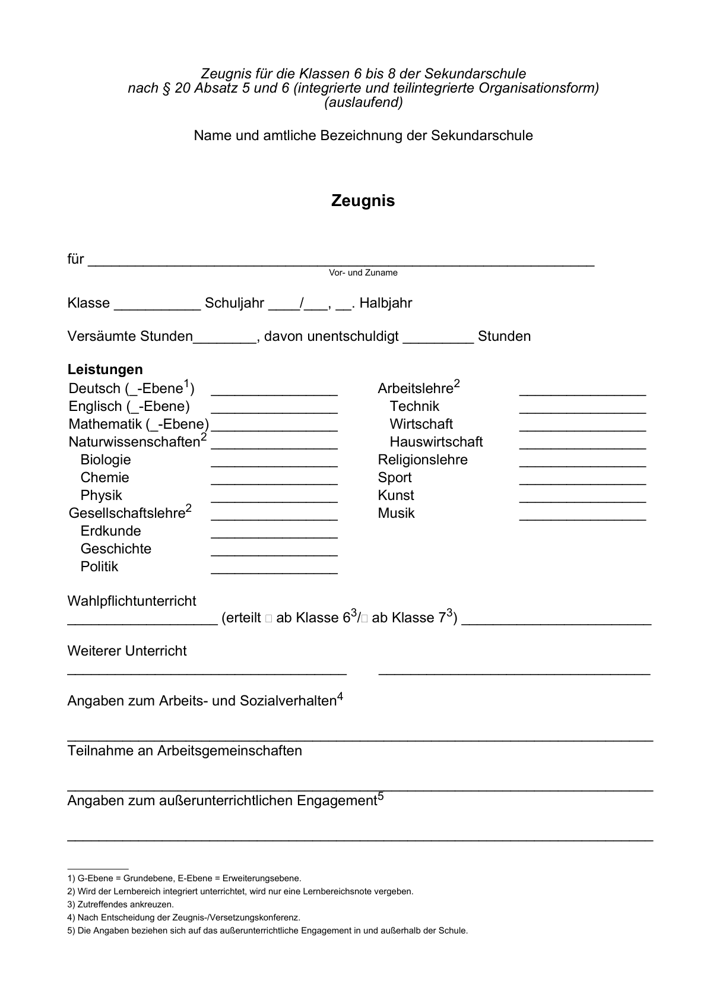 Zeugnis für die Klassen 6 bis 8 der Sekundarschule
nach § 20 Absatz 5 und 6 (integrierte und teilintegrierte Organisationsform)
(auslaufend)
Name und amtliche Bezeichnung der Sekundarschule
Zeugnis
für ________________________________________________________________
Vor- und Zuname
Klasse ___________ Schuljahr ____/___, __. Halbjahr
Versäumte Stunden________, davon unentschuldigt _________ Stunden
Leistungen
Deutsch (_-Ebene1) ________________
Englisch (_-Ebene) ________________
Mathematik (_-Ebene) ________________
Naturwissenschaften2 ________________
Biologie ________________
Chemie ________________
Physik ________________
Gesellschaftslehre2 ________________
Erdkunde ________________
Geschichte ________________
Politik ________________
Arbeitslehre2 ________________
Technik ________________
Wirtschaft ________________
Hauswirtschaft ________________
Religionslehre ________________
Sport ________________
Kunst ________________
Musik ________________
Wahlpflichtunterricht
___________________ (erteilt □ ab Klasse 63/□ ab Klasse 73) ________________________
Weiterer Unterricht
___________________________________ __________________________________
Angaben zum Arbeits- und Sozialverhalten4
__________________________________________________________________________
Teilnahme an Arbeitsgemeinschaften
__________________________________________________________________________
Angaben zum außerunterrichtlichen Engagement5
__________________________________________________________________________
1) G-Ebene = Grundebene, E-Ebene = Erweiterungsebene.
2) Wird der Lernbereich integriert unterrichtet, wird nur eine Lernbereichsnote vergeben.
3) Zutreffendes ankreuzen.
4) Nach Entscheidung der Zeugnis-/Versetzungskonferenz.
5) Die Angaben beziehen sich auf das außerunterrichtliche Engagement in und außerhalb der Schule.